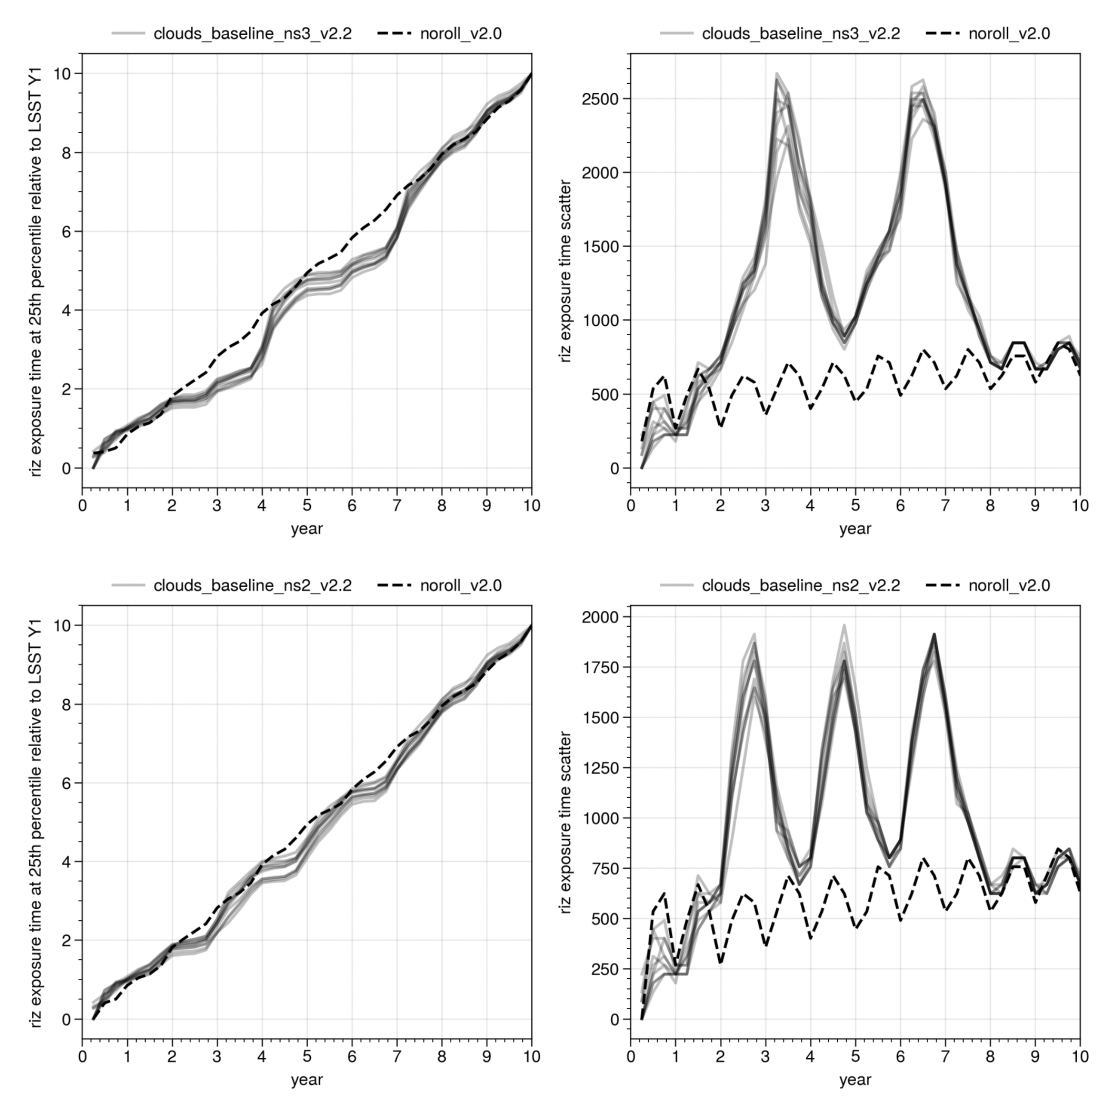 clouds_baseline_ns3_v2.2 noroll_v2.0
riz exposure time at 25th percentile relative to LSST Y1
10
8
6
4
2
0
0 1 2 3 4 5 6 7 8 9 10
year
clouds_baseline_ns3_v2.2 noroll_v2.0
riz exposure time scatter
2500
2000
1500
1000
500
0
0 1 2 3 4 5 6 7 8 9 10
year
clouds_baseline_ns2_v2.2 noroll_v2.0
riz exposure time at 25th percentile relative to LSST Y1
10
8
6
4
2
0
0 1 2 3 4 5 6 7 8 9 10
year
clouds_baseline_ns2_v2.2 noroll_v2.0
riz exposure time scatter
2000
1750
1500
1250
1000
750
500
250
0
0 1 2 3 4 5 6 7 8 9 10
year